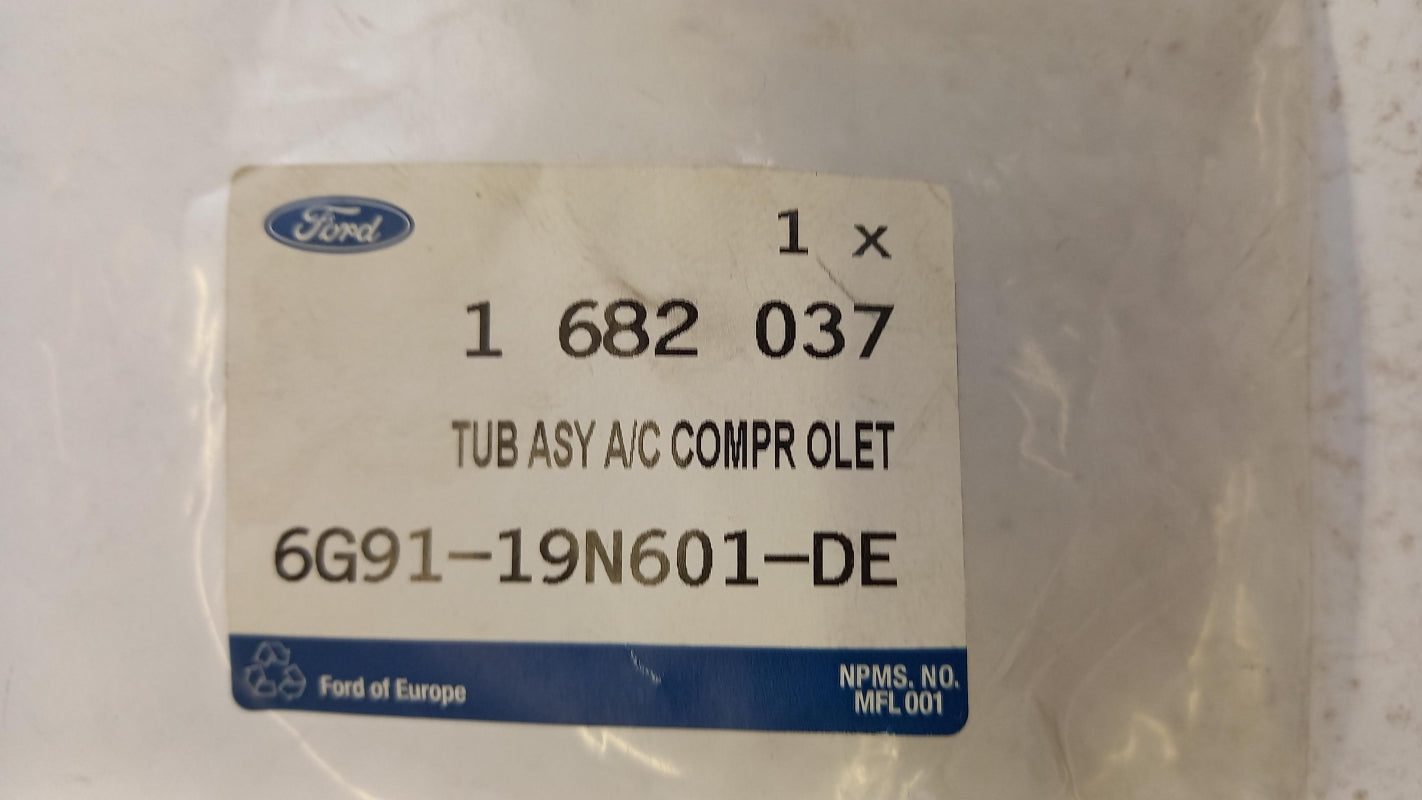 Ford
1 x
1 682 037
TUB ASY A/C COMPR OLET
6G91-19N601-DE
Ford of Europe
NPMS. NO.
MFL 001